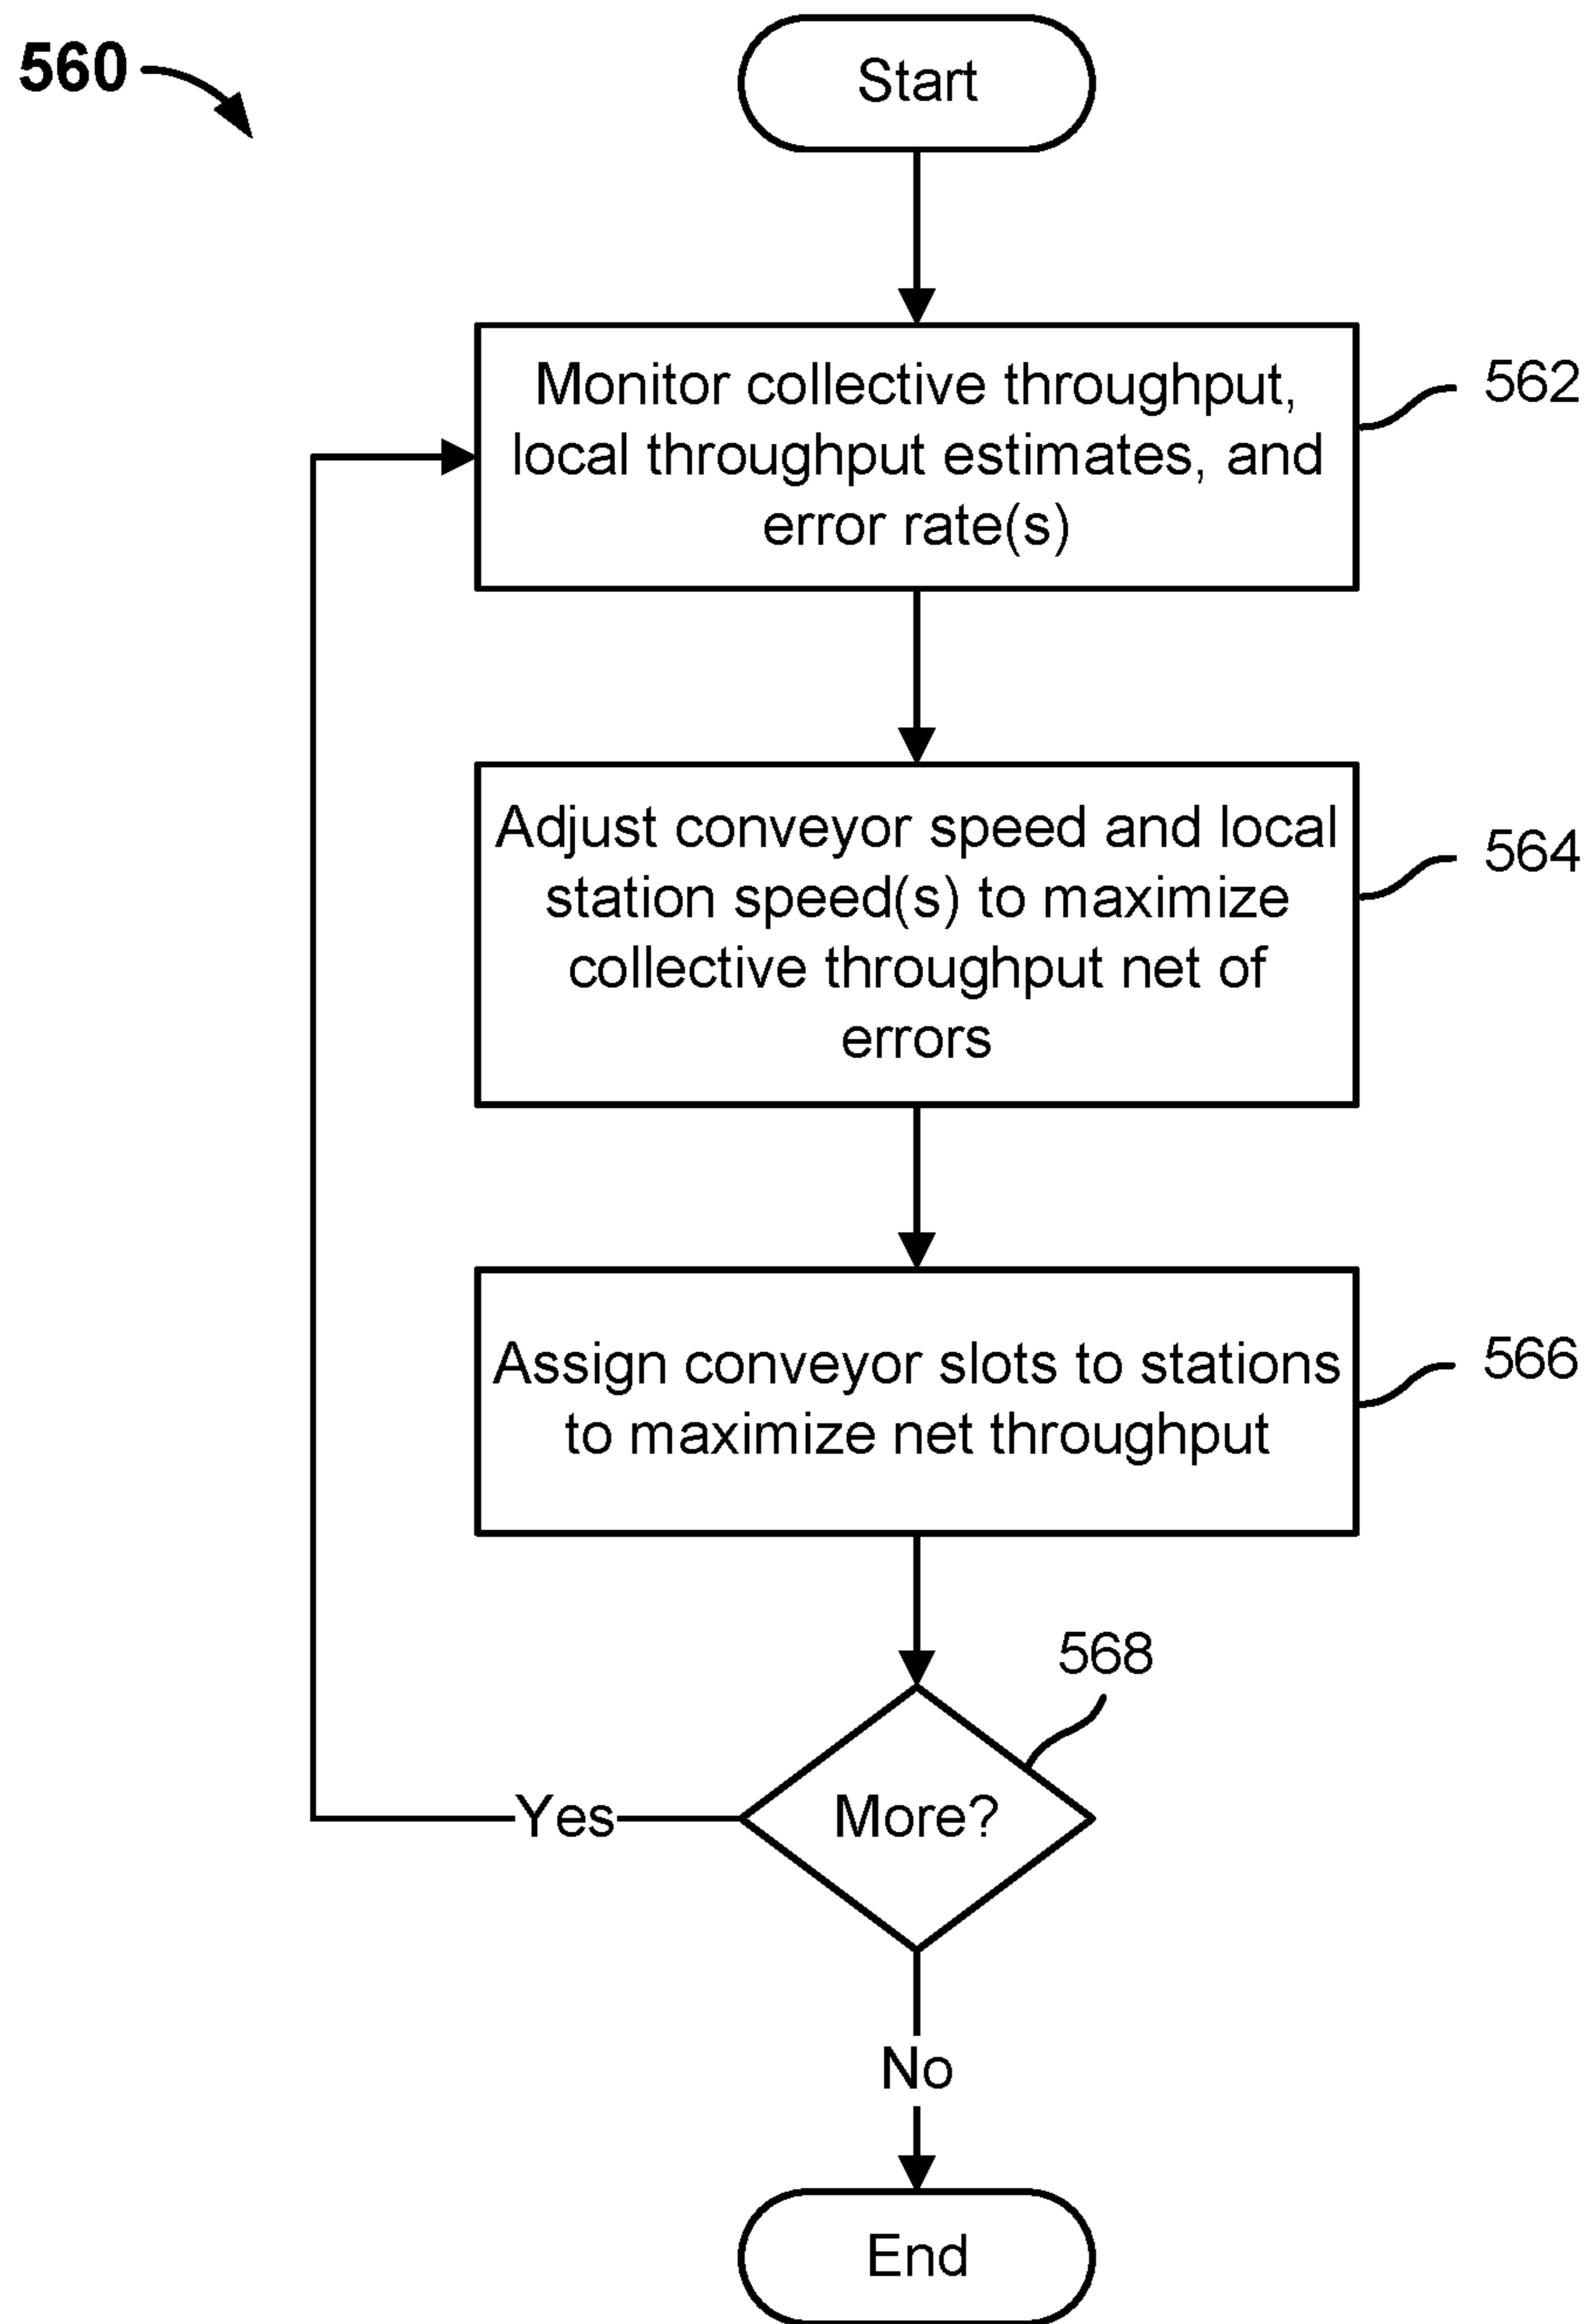 560
Start
Monitor collective throughput,
local throughput estimates, and
error rate(s)
562
Adjust conveyor speed and local
station speed(s) to maximize
collective throughput net of
errors
564
Assign conveyor slots to stations
to maximize net throughput
566
568
More?
Yes
No
End